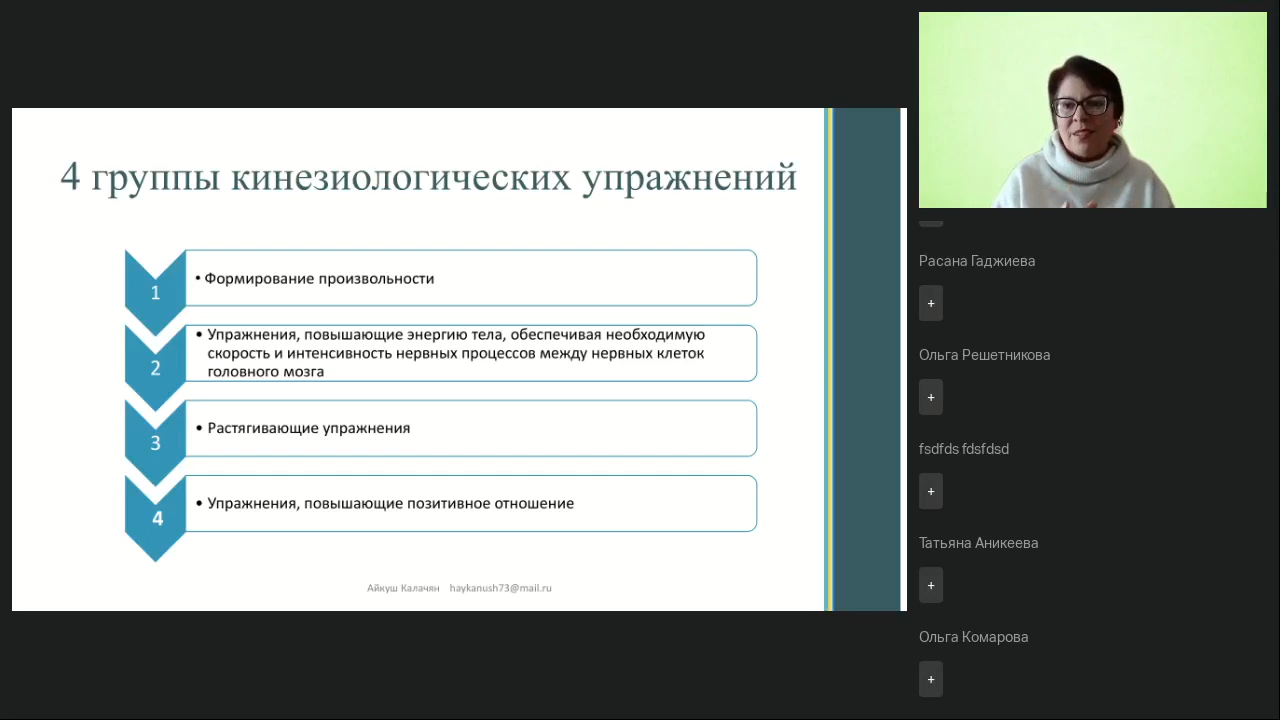 4 группы кинезиологических упражнений
1
• Формирование произвольности
2
• Упражнения, повышающие энергию тела, обеспечивая необходимую
скорость и интенсивность нервных процессов между нервных клеток
головного мозга
3
• Растягивающие упражнения
4
• Упражнения, повышающие позитивное отношение
Айкуш Калачян haykanush73@mail.ru
Расана Гаджиева
+
Ольга Решетникова
+
fsdfds fdsfdsd
+
Татьяна Аникеева
+
Ольга Комарова
+